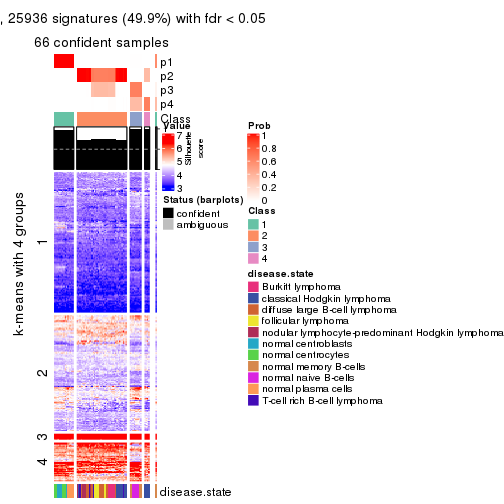 , 25936 signatures (49.9%) with fdr < 0.05
66 confident samples
p1
p2
p3
p4
Class
Silhouette score
k-means with 4 groups
1
2
3
4
disease.state
Value
7
6
5
4
3
Status (barplots)
confident
ambiguous
Prob
1
0.8
0.6
0.4
0.2
0
Class
1
2
3
4
disease.state
Burkitt lymphoma
classical Hodgkin lymphoma
diffuse large B-cell lymphoma
follicular lymphoma
nodular lymphocyte-predominant Hodgkin lymphoma
normal centroblasts
normal centrocytes
normal memory B-cells
normal naive B-cells
normal plasma cells
T-cell rich B-cell lymphoma